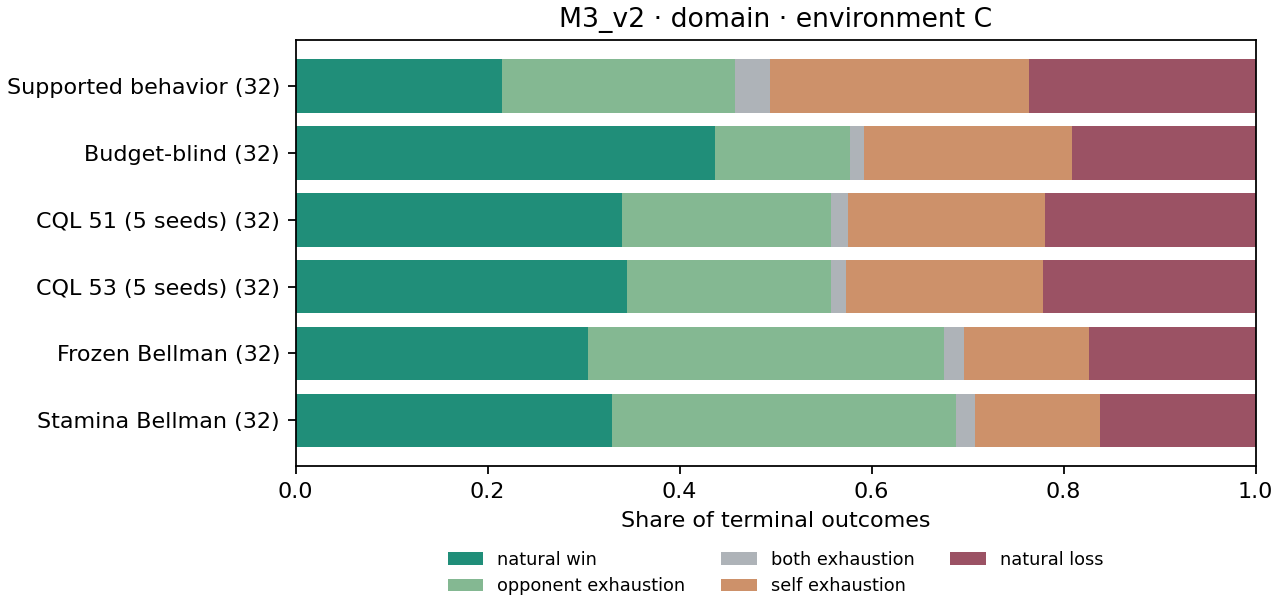 M3_v2 · domain · environment C
Supported behavior (32)
Budget-blind (32)
CQL 51 (5 seeds) (32)
CQL 53 (5 seeds) (32)
Frozen Bellman (32)
Stamina Bellman (32)
0.0 0.2 0.4 0.6 0.8 1.0
Share of terminal outcomes
natural win both exhaustion natural loss
opponent exhaustion self exhaustion